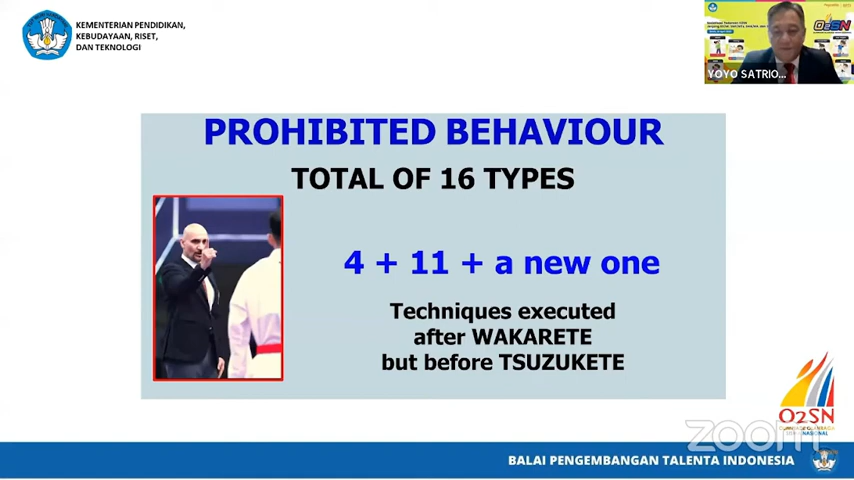 KEMENTERIAN PENDIDIKAN,
KEBUDAYAAN, RISET,
DAN TEKNOLOGI
O2SN
YOYO SATRIO...
PROHIBITED BEHAVIOUR
TOTAL OF 16 TYPES
4 + 11 + a new one
Techniques executed
after WAKARETE
but before TSUZUKETE
O2SN
zoom
BALAI PENGEMBANGAN TALENTA INDONESIA